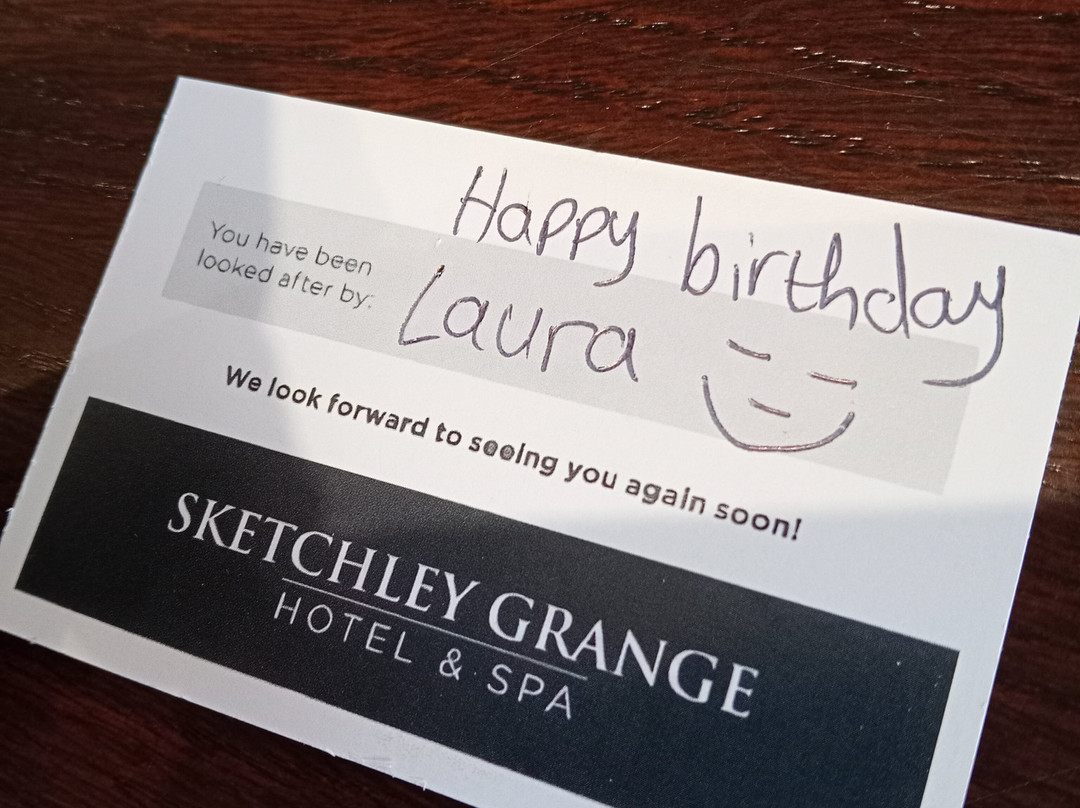 Happy birthday
You have been
looked after by:
Laura
We look forward to seeing you again soon!
SKETCHLEY GRANGE
HOTEL & SPA